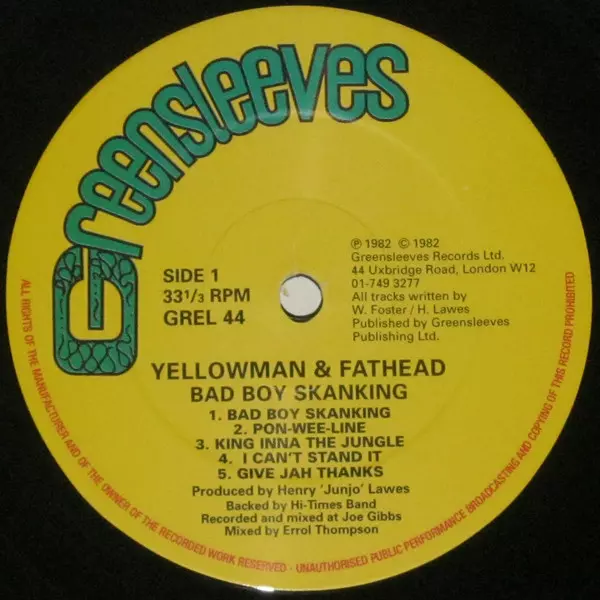 Greensleeves
SIDE 1
33 1/3 RPM
GREL 44
℗ 1982 © 1982
Greensleeves Records Ltd.
44 Uxbridge Road, London W12
01-749 3277
All tracks written by
W. Foster / H. Lawes
Published by Greensleeves
Publishing Ltd.
YELLOWMAN & FATHEAD
BAD BOY SKANKING
1. BAD BOY SKANKING
2. PON-WEE-LINE
3. KING INNA THE JUNGLE
4. I CAN'T STAND IT
5. GIVE JAH THANKS
Produced by Henry 'Junjo' Lawes
Backed by Hi-Times Band
Recorded and mixed at Joe Gibbs
Mixed by Errol Thompson
ALL RIGHTS OF THE MANUFACTURER AND OF THE OWNER OF THE RECORDED WORK RESERVED - UNAUTHORISED PUBLIC PERFORMANCE BROADCASTING AND COPYING OF THIS RECORD PROHIBITED